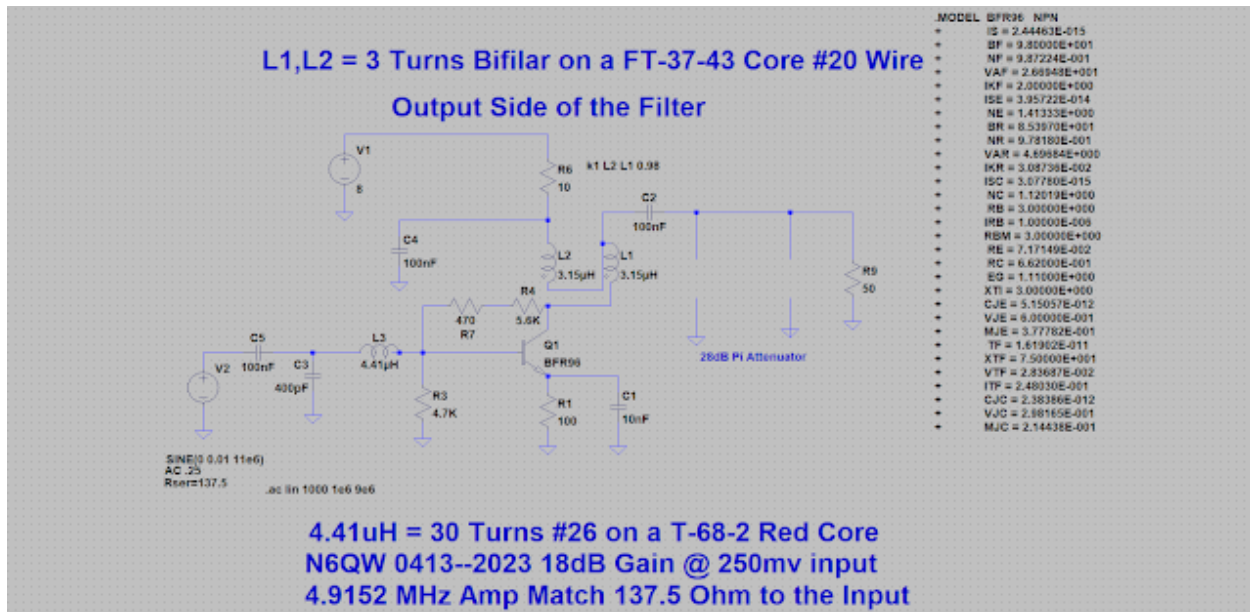 L1,L2 = 3 Turns Bifilar on a FT-37-43 Core #20 Wire
Output Side of the Filter
V1
8
R6
10
k1 L2 L1 0.98
C2
100nF
C4
100nF
L2
3.15µH
L1
3.15µH
R9
50
R4
5.6K
470
R7
C5
100nF
V2
C3
400pF
L3
4.41µH
Q1
BFR96
28dB Pi Attenuator
R3
4.7K
R1
100
C1
10nF
SINE(0 0.01 11e6)
AC .25
Rser=137.5
.ac lin 1000 1e6 9e6
4.41uH = 30 Turns #26 on a T-68-2 Red Core
N6QW 0413--2023 18dB Gain @ 250mv input
4.9152 MHz Amp Match 137.5 Ohm to the Input
.MODEL BFR96 NPN
+ IS = 2.44463E-015
+ BF = 9.80000E+001
+ NF = 9.87224E-001
+ VAF = 2.66948E+001
+ IKF = 2.00000E+000
+ ISE = 3.95722E-014
+ NE = 1.41333E+000
+ BR = 8.53970E+001
+ NR = 9.78180E-001
+ VAR = 4.69684E+000
+ IKR = 3.08736E-002
+ ISC = 3.07780E-015
+ NC = 1.12019E+000
+ RB = 3.00000E+000
+ IRB = 1.00000E-006
+ RBM = 3.00000E+000
+ RE = 7.17149E-002
+ RC = 6.62000E-001
+ EG = 1.11000E+000
+ XTI = 3.00000E+000
+ CJE = 5.15057E-012
+ VJE = 6.00000E-001
+ MJE = 3.77782E-001
+ TF = 1.61902E-011
+ XTF = 7.50000E+001
+ VTF = 2.83687E-002
+ ITF = 2.48030E-001
+ CJC = 2.38386E-012
+ VJC = 2.98165E-001
+ MJC = 2.14438E-001